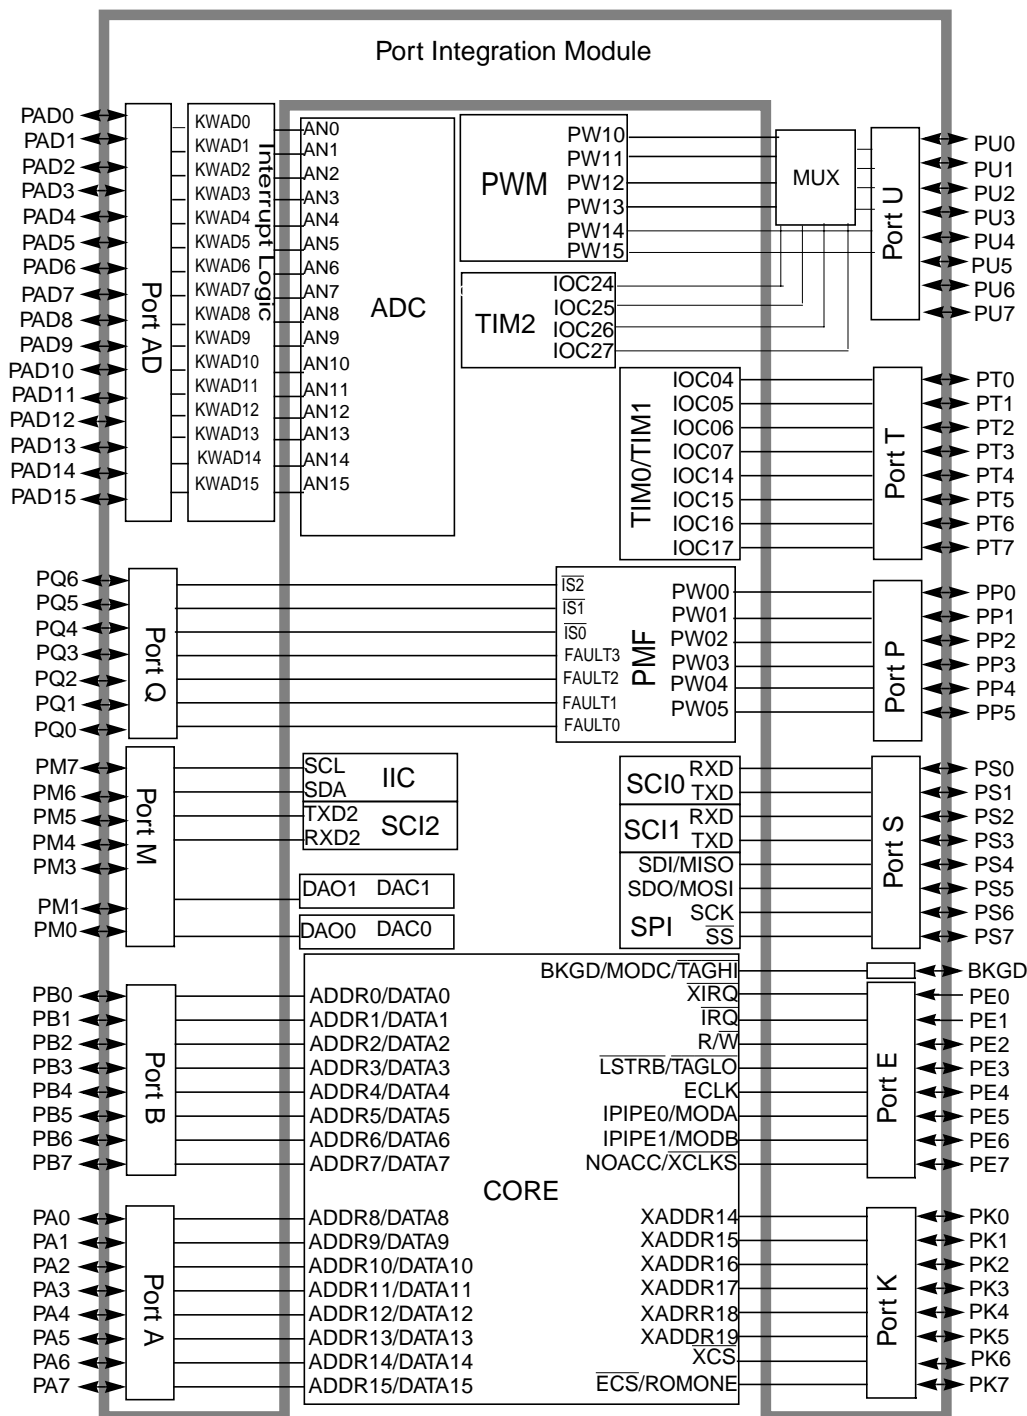 Port Integration Module
PAD0
PAD1
PAD2
PAD3
PAD4
PAD5
PAD6
PAD7
PAD8
PAD9
PAD10
PAD11
PAD12
PAD13
PAD14
PAD15
Port AD
KWAD0
KWAD1
KWAD2
KWAD3
KWAD4
KWAD5
KWAD6
KWAD7
KWAD8
KWAD9
KWAD10
KWAD11
KWAD12
KWAD13
KWAD14
KWAD15
Interrupt Logic
AN0
AN1
AN2
AN3
AN4
AN5
AN6
AN7
AN8
AN9
AN10
AN11
AN12
AN13
AN14
AN15
ADC
PWM
PW10
PW11
PW12
PW13
PW14
PW15
MUX
TIM2
IOC24
IOC25
IOC26
IOC27
Port U
PU0
PU1
PU2
PU3
PU4
PU5
PU6
PU7
TIM0/TIM1
IOC04
IOC05
IOC06
IOC07
IOC14
IOC15
IOC16
IOC17
Port T
PT0
PT1
PT2
PT3
PT4
PT5
PT6
PT7
PQ6
PQ5
PQ4
PQ3
PQ2
PQ1
PQ0
Port Q
IS2
IS1
IS0
FAULT3
FAULT2
FAULT1
FAULT0
PMF
PW00
PW01
PW02
PW03
PW04
PW05
Port P
PP0
PP1
PP2
PP3
PP4
PP5
PM7
PM6
PM5
PM4
PM3
PM1
PM0
Port M
SCL
SDA
IIC
TXD2
RXD2
SCI2
DAO1 DAC1
DAO0 DAC0
SCI0
RXD
TXD
SCI1
RXD
TXD
SPI
SDI/MISO
SDO/MOSI
SCK
SS
Port S
PS0
PS1
PS2
PS3
PS4
PS5
PS6
PS7
PB0
PB1
PB2
PB3
PB4
PB5
PB6
PB7
Port B
ADDR0/DATA0
ADDR1/DATA1
ADDR2/DATA2
ADDR3/DATA3
ADDR4/DATA4
ADDR5/DATA5
ADDR6/DATA6
ADDR7/DATA7
CORE
BKGD/MODC/TAGHI
XIRQ
IRQ
R/W
LSTRB/TAGLO
ECLK
IPIPE0/MODA
IPIPE1/MODB
NOACC/XCLKS
BKGD
Port E
PE0
PE1
PE2
PE3
PE4
PE5
PE6
PE7
PA0
PA1
PA2
PA3
PA4
PA5
PA6
PA7
Port A
ADDR8/DATA8
ADDR9/DATA9
ADDR10/DATA10
ADDR11/DATA11
ADDR12/DATA12
ADDR13/DATA13
ADDR14/DATA14
ADDR15/DATA15
XADDR14
XADDR15
XADDR16
XADDR17
XADRR18
XADDR19
XCS
ECS/ROMONE
Port K
PK0
PK1
PK2
PK3
PK4
PK5
PK6
PK7